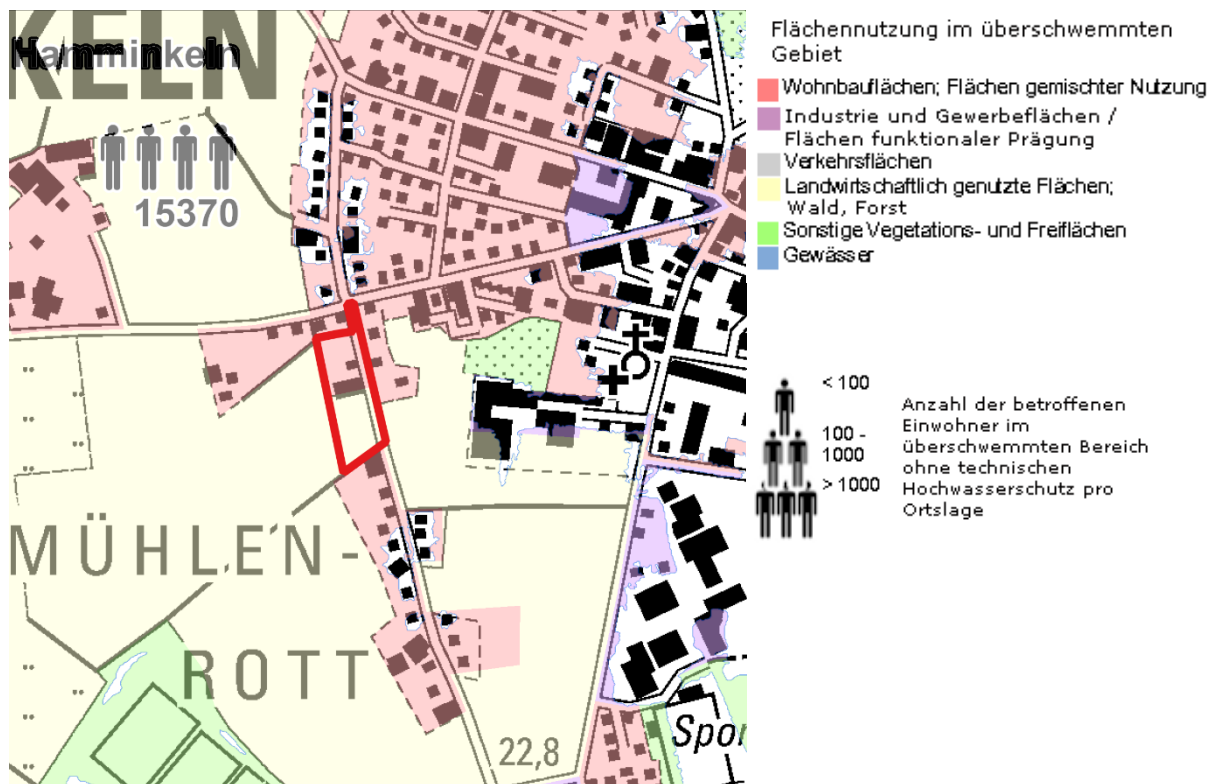 KELN
Hamminkeln
15370
MÜHLEN-
ROTT
22,8
Spor
Flächennutzung im überschwemmten
Gebiet
Wohnbauflächen; Flächen gemischter Nutzung
Industrie und Gewerbeflächen /
Flächen funktionaler Prägung
Verkehrsflächen
Landwirtschaftlich genutzte Flächen;
Wald, Forst
Sonstige Vegetations- und Freiflächen
Gewässer
< 100
100 -
1000
> 1000
Anzahl der betroffenen
Einwohner im
überschwemmten Bereich
ohne technischen
Hochwasserschutz pro
Ortslage